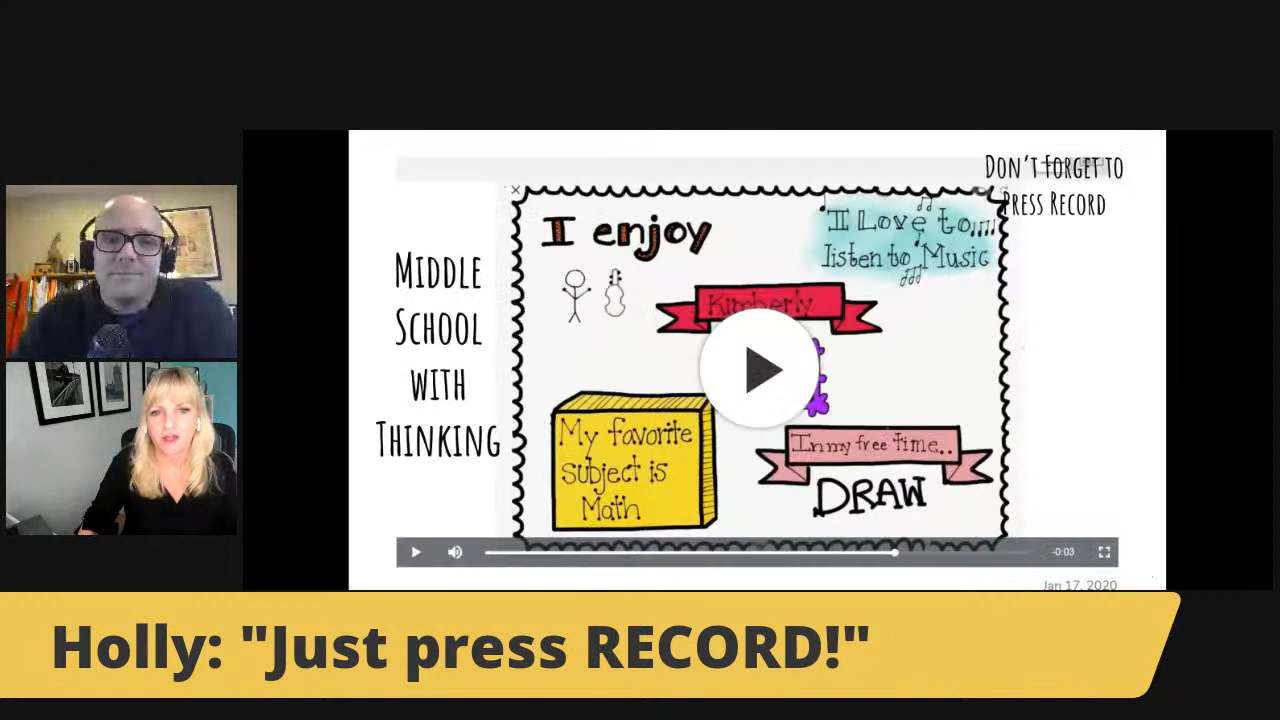 Don't Forget to
Press Record
Middle
School
with
Thinking
I enjoy
I Love to
listen to Music
Kimberly
My favorite
subject is
Math
In my free time..
DRAW
-0:03
Jan 17, 2020
Holly: "Just press RECORD!"